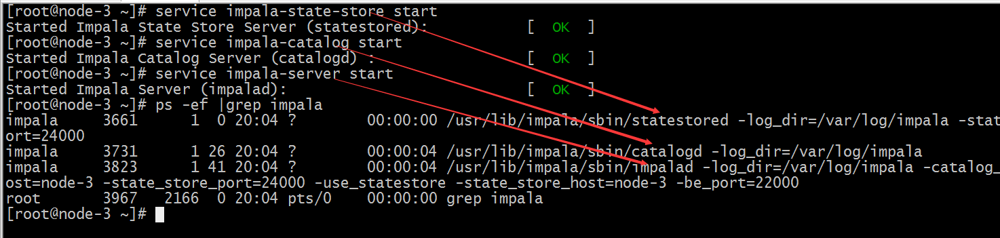 [root@node-3 ~]# service impala-state-store start
Started Impala State Store Server (statestored): [ OK ]
[root@node-3 ~]# service impala-catalog start
Started Impala Catalog Server (catalogd) : [ OK ]
[root@node-3 ~]# service impala-server start
Started Impala Server (impalad): [ OK ]
[root@node-3 ~]# ps -ef |grep impala
impala 3661 1 0 20:04 ? 00:00:00 /usr/lib/impala/sbin/statestored -log_dir=/var/log/impala -stat
ort=24000
impala 3731 1 26 20:04 ? 00:00:04 /usr/lib/impala/sbin/catalogd -log_dir=/var/log/impala
impala 3823 1 41 20:04 ? 00:00:04 /usr/lib/impala/sbin/impalad -log_dir=/var/log/impala -catalog_
ost=node-3 -state_store_port=24000 -use_statestore -state_store_host=node-3 -be_port=22000
root 3967 2166 0 20:04 pts/0 00:00:00 grep impala
[root@node-3 ~]#